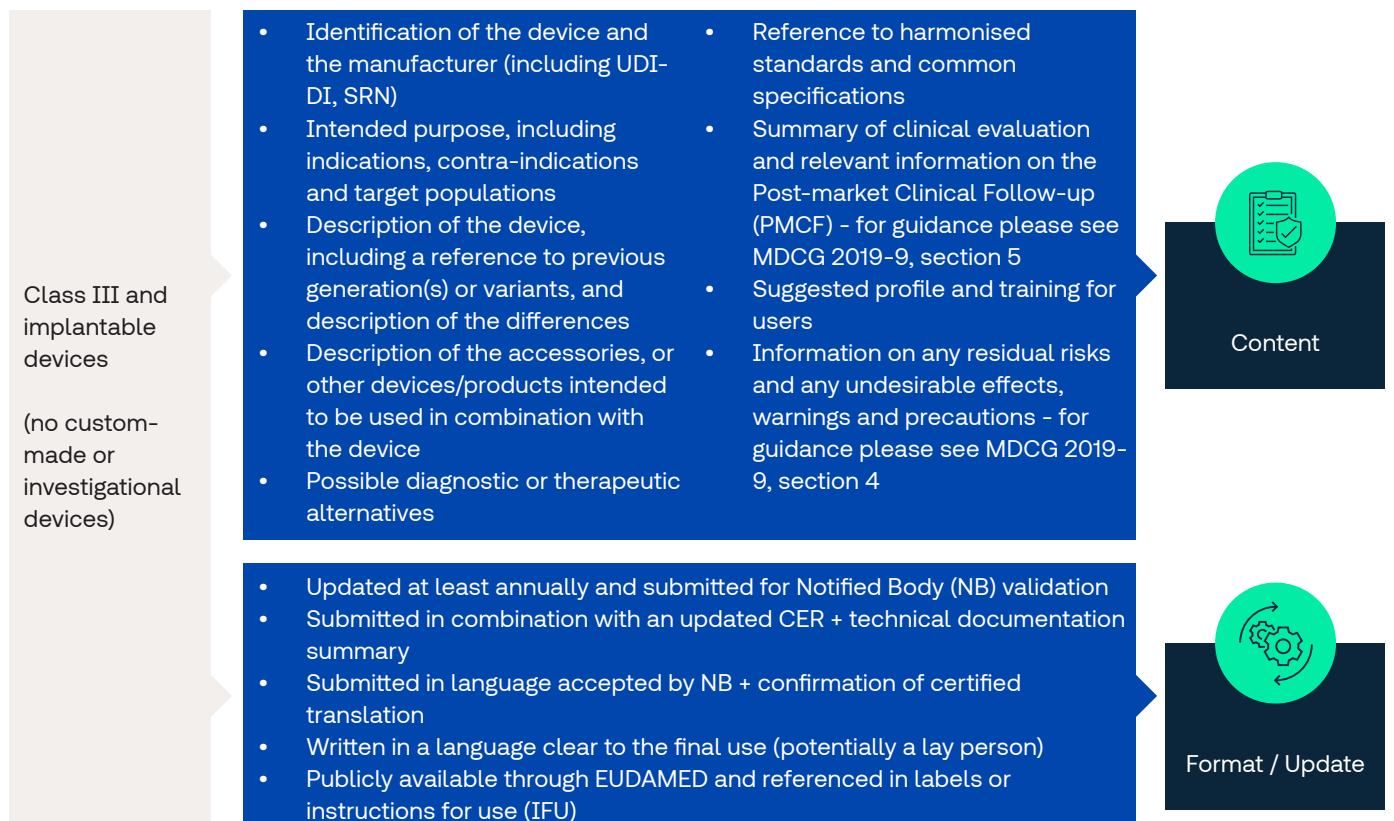 Class III and
implantable
devices
(no custom-
made or
investigational
devices)
• Identification of the device and
the manufacturer (including UDI-
DI, SRN)
• Intended purpose, including
indications, contra-indications
and target populations
• Description of the device,
including a reference to previous
generation(s) or variants, and
description of the differences
• Description of the accessories, or
other devices/products intended
to be used in combination with
the device
• Possible diagnostic or therapeutic
alternatives
• Reference to harmonised
standards and common
specifications
• Summary of clinical evaluation
and relevant information on the
Post-market Clinical Follow-up
(PMCF) - for guidance please see
MDCG 2019-9, section 5
• Suggested profile and training for
users
• Information on any residual risks
and any undesirable effects,
warnings and precautions - for
guidance please see MDCG 2019-
9, section 4
Content
• Updated at least annually and submitted for Notified Body (NB) validation
• Submitted in combination with an updated CER + technical documentation
summary
• Submitted in language accepted by NB + confirmation of certified
translation
• Written in a language clear to the final use (potentially a lay person)
• Publicly available through EUDAMED and referenced in labels or
instructions for use (IFU)
Format / Update